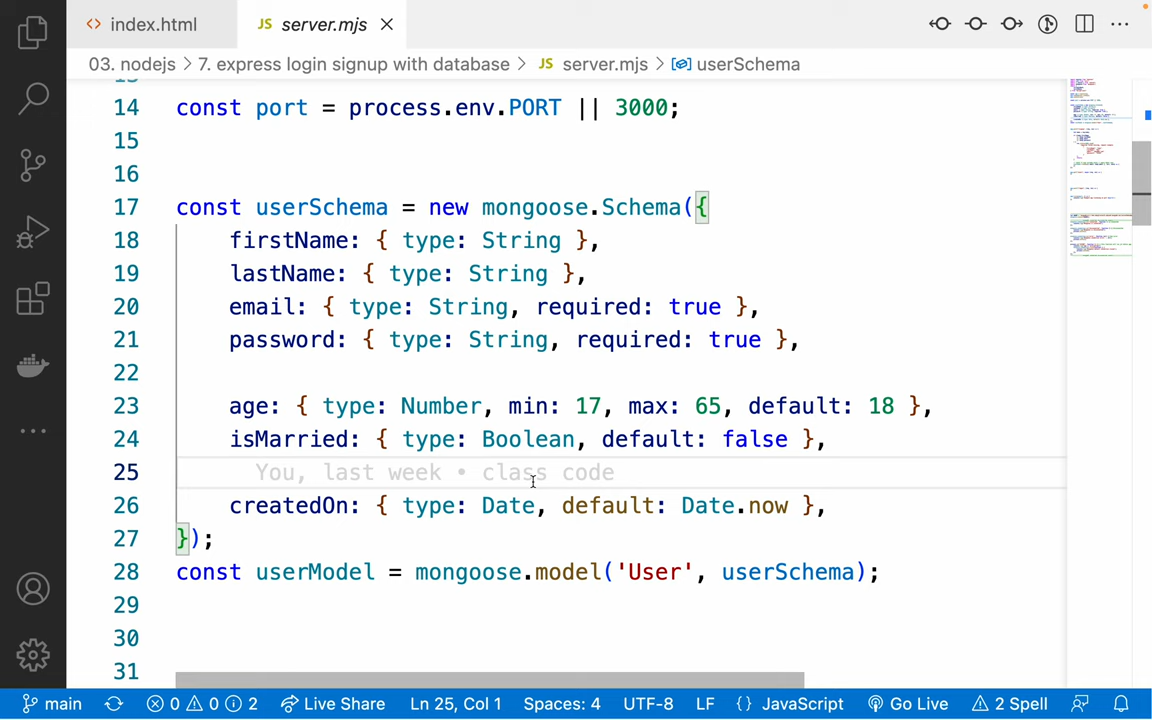 index.html
JS server.mjs
03. nodejs > 7. express login signup with database > JS server.mjs > userSchema
14 const port = process.env.PORT || 3000;
15
16
17 const userSchema = new mongoose.Schema({
18 firstName: { type: String },
19 lastName: { type: String },
20 email: { type: String, required: true },
21 password: { type: String, required: true },
22
23 age: { type: Number, min: 17, max: 65, default: 18 },
24 isMarried: { type: Boolean, default: false },
25 You, last week • class code
26 createdOn: { type: Date, default: Date.now },
27 });
28 const userModel = mongoose.model('User', userSchema);
29
30
31
main 0 0 2 Live Share Ln 25, Col 1 Spaces: 4 UTF-8 LF {} JavaScript Go Live 2 Spell